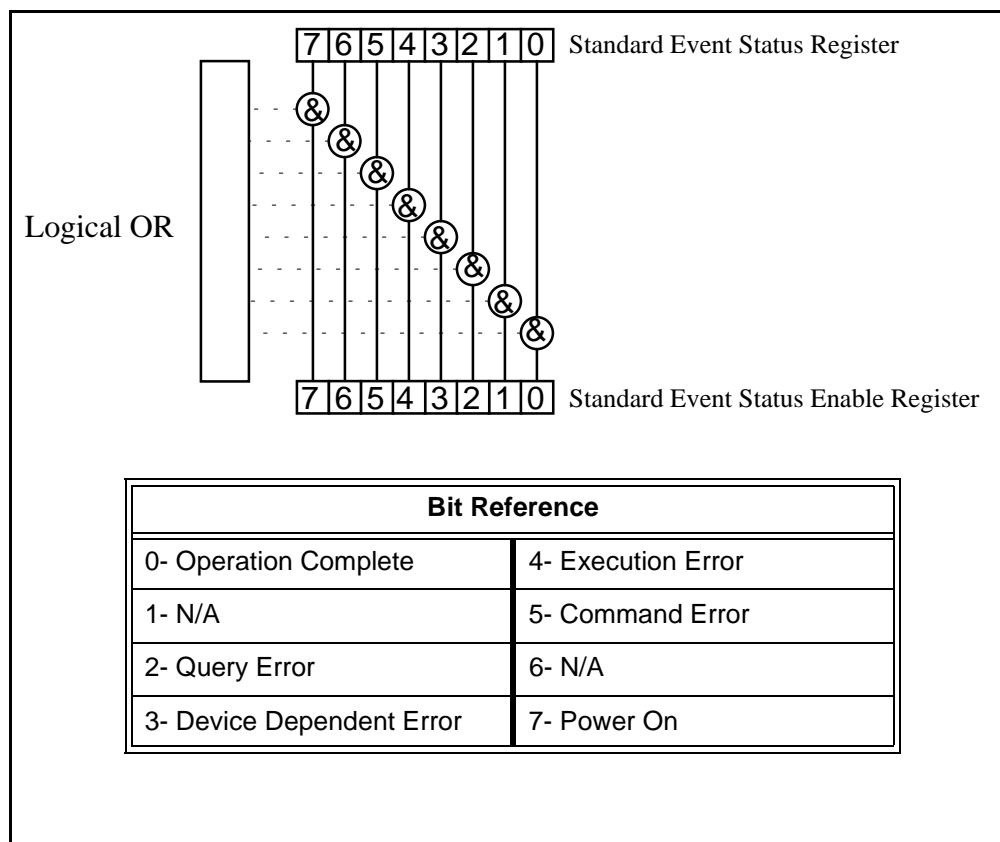 7 6 5 4 3 2 1 0 Standard Event Status Register
&
&
&
&
Logical OR
&
&
&
&
7 6 5 4 3 2 1 0 Standard Event Status Enable Register
Bit Reference
0- Operation Complete 4- Execution Error
1- N/A 5- Command Error
2- Query Error 6- N/A
3- Device Dependent Error 7- Power On